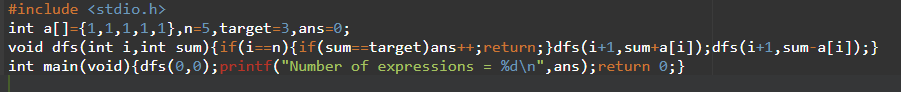 #include <stdio.h>
int a[]={1,1,1,1,1},n=5,target=3,ans=0;
void dfs(int i,int sum){if(i==n){if(sum==target)ans++;return;}dfs(i+1,sum+a[i]);dfs(i+1,sum-a[i]);}
int main(void){dfs(0,0);printf("Number of expressions = %d\n",ans);return 0;}